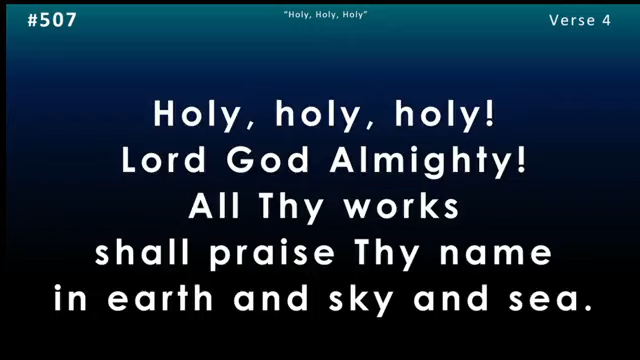 #507
"Holy, Holy, Holy"
Verse 4
Holy, holy, holy!
Lord God Almighty!
All Thy works
shall praise Thy name
in earth and sky and sea.